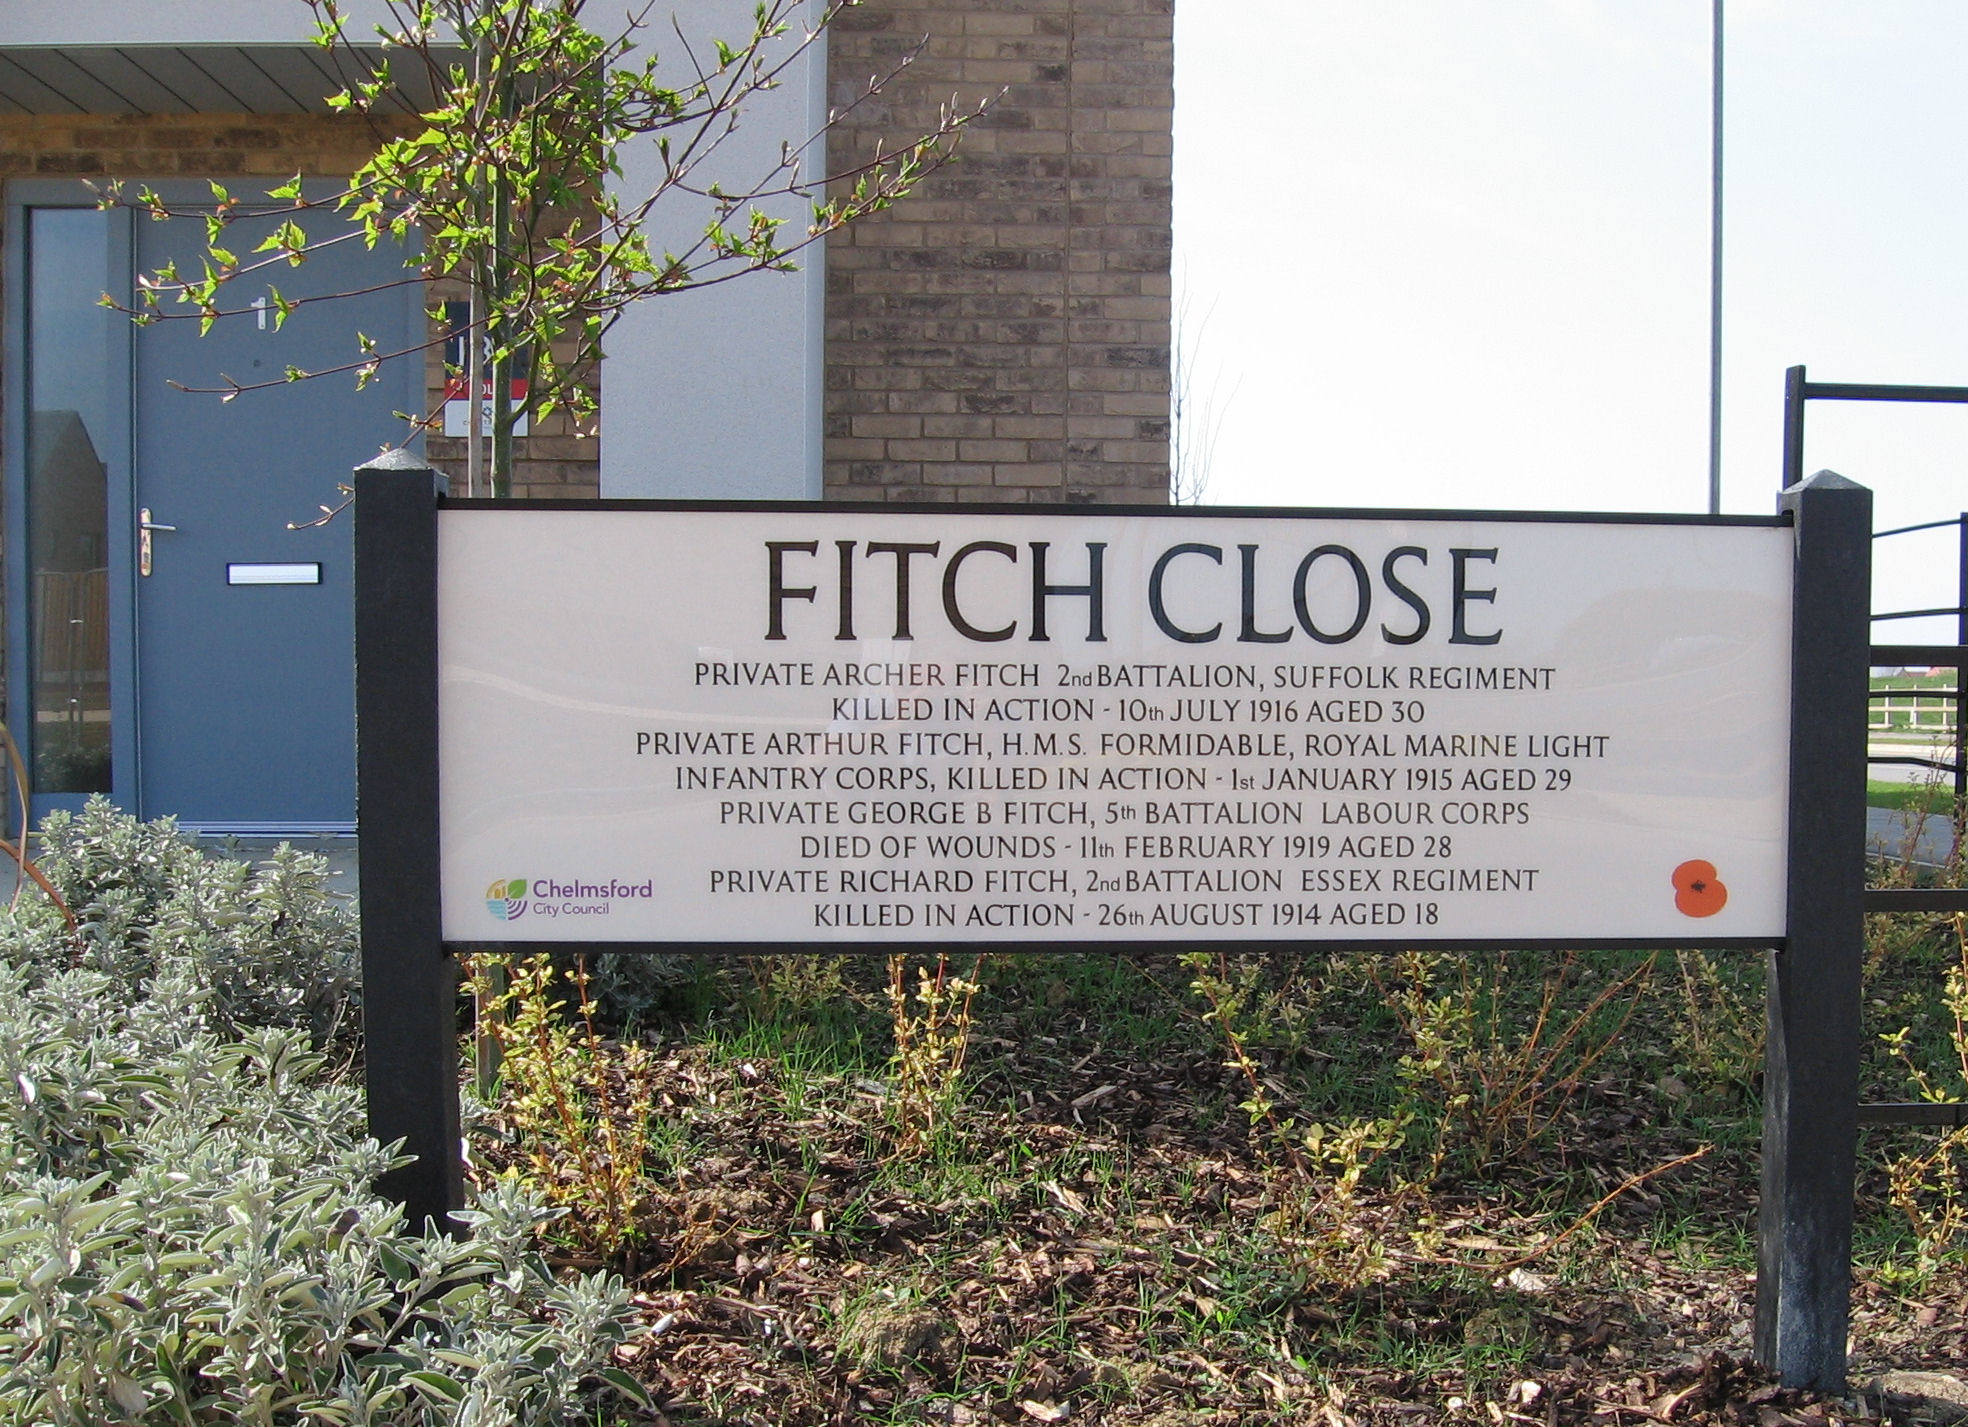 1
FITCH CLOSE
PRIVATE ARCHER FITCH 2nd BATTALION, SUFFOLK REGIMENT
KILLED IN ACTION - 10th JULY 1916 AGED 30
PRIVATE ARTHUR FITCH, H.M.S. FORMIDABLE, ROYAL MARINE LIGHT
INFANTRY CORPS, KILLED IN ACTION - 1st JANUARY 1915 AGED 29
PRIVATE GEORGE B FITCH, 5th BATTALION LABOUR CORPS
DIED OF WOUNDS - 11th FEBRUARY 1919 AGED 28
PRIVATE RICHARD FITCH, 2nd BATTALION ESSEX REGIMENT
KILLED IN ACTION - 26th AUGUST 1914 AGED 18
Chelmsford
City Council